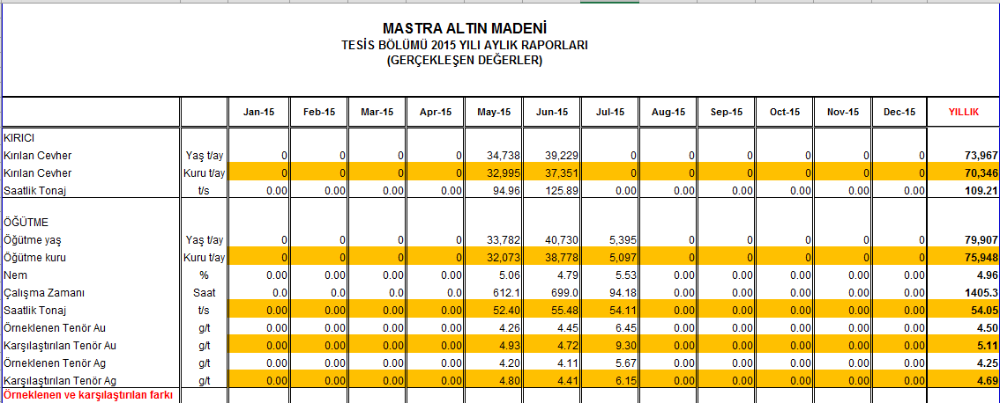 MASTRA ALTIN MADENİ
TESİS BÖLÜMÜ 2015 YILI AYLIK RAPORLARI
(GERÇEKLEŞEN DEĞERLER)
Jan-15 Feb-15 Mar-15 Apr-15 May-15 Jun-15 Jul-15 Aug-15 Sep-15 Oct-15 Nov-15 Dec-15 YILLIK
KIRICI
Kırılan Cevher Yaş t/ay 0 0 0 0 34,738 39,229 0 0 0 0 0 0 73,967
Kırılan Cevher Kuru t/ay 0 0 0 0 32,995 37,351 0 0 0 0 0 0 70,346
Saatlik Tonaj t/s 0.00 0.00 0.00 0.00 94.96 125.89 0.00 0.00 0.00 0.00 0.00 0.00 109.21
ÖĞÜTME
Öğütme yaş Yaş t/ay 0 0 0 0 33,782 40,730 5,395 0 0 0 0 0 79,907
Öğütme kuru Kuru t/ay 0 0 0 0 32,073 38,778 5,097 0 0 0 0 0 75,948
Nem % 0.00 0.00 0.00 0.00 5.06 4.79 5.53 0.00 0.00 0.00 0.00 0.00 4.96
Çalışma Zamanı Saat 0.0 0.0 0.0 0.0 612.1 699.0 94.18 0.00 0.00 0.00 0.00 0.00 1405.3
Saatlik Tonaj t/s 0.00 0.00 0.00 0.00 52.40 55.48 54.11 0.00 0.00 0.00 0.00 0.00 54.05
Örneklenen Tenör Au g/t 0.00 0.00 0.00 0.00 4.26 4.45 6.45 0.00 0.00 0.00 0.00 0.00 4.50
Karşılaştırılan Tenör Au g/t 0.00 0.00 0.00 0.00 4.93 4.72 9.30 0.00 0.00 0.00 0.00 0.00 5.11
Örneklenen Tenör Ag g/t 0.00 0.00 0.00 0.00 4.20 4.11 5.67 0.00 0.00 0.00 0.00 0.00 4.25
Karşılaştırılan Tenör Ag g/t 0.00 0.00 0.00 0.00 4.80 4.41 6.15 0.00 0.00 0.00 0.00 0.00 4.69
Örneklenen ve karşılaştırılan farkı